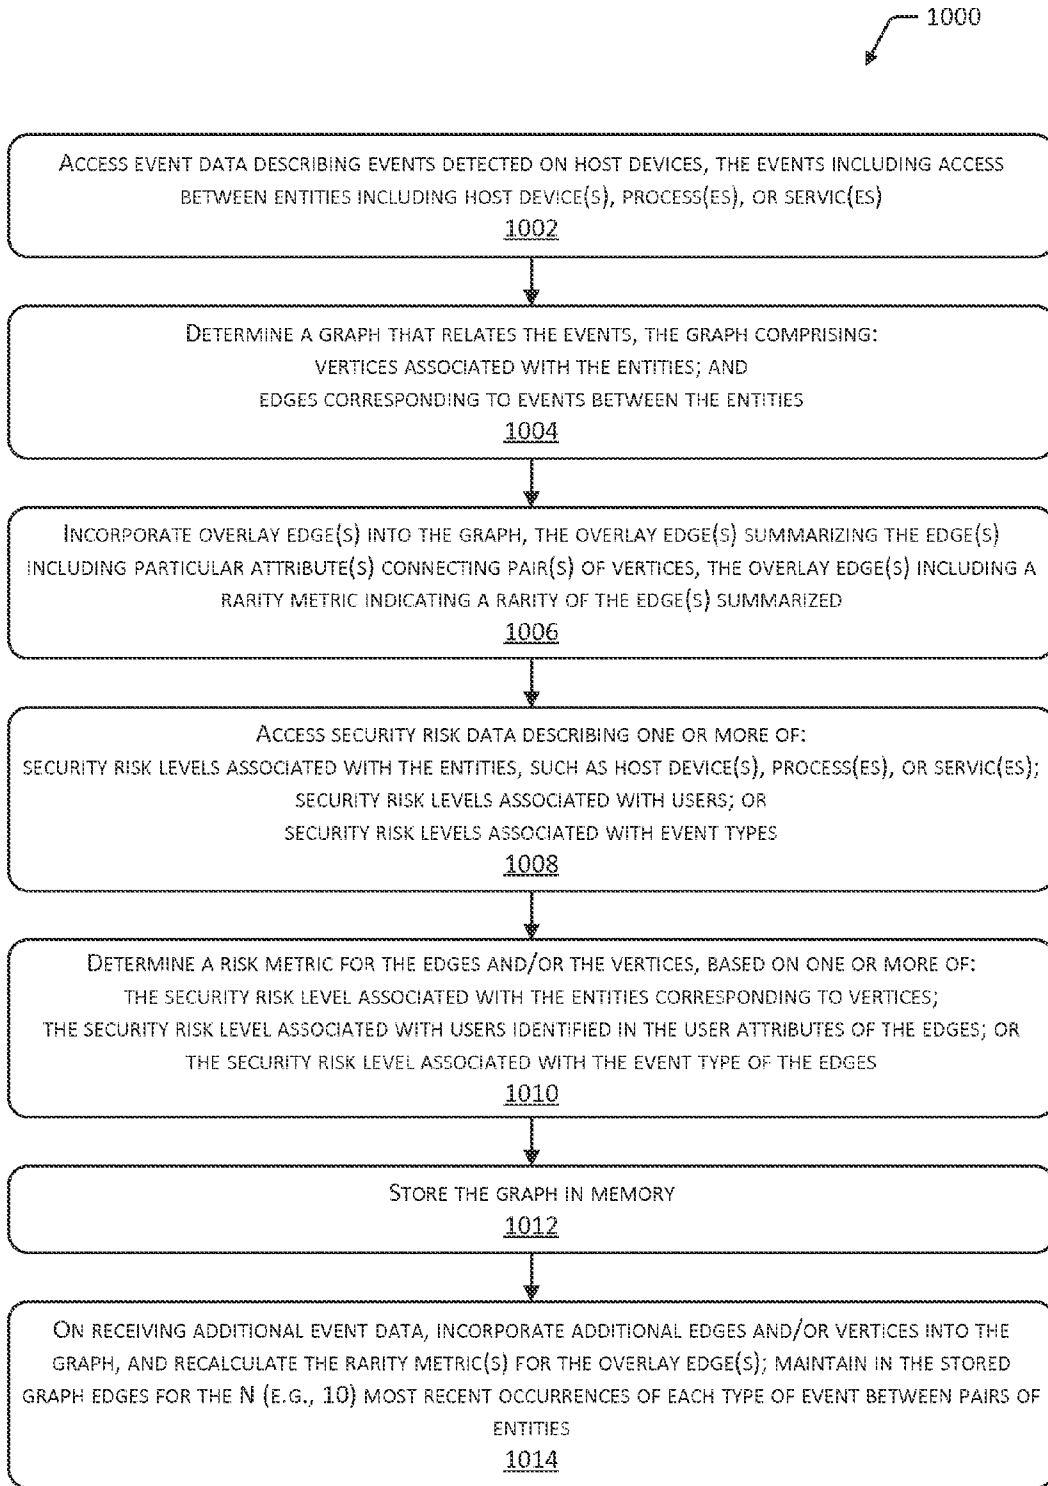 1000
ACCESS EVENT DATA DESCRIBING EVENTS DETECTED ON HOST DEVICES, THE EVENTS INCLUDING ACCESS
BETWEEN ENTITIES INCLUDING HOST DEVICE(S), PROCESS(ES), OR SERVIC(ES)
1002
DETERMINE A GRAPH THAT RELATES THE EVENTS, THE GRAPH COMPRISING:
VERTICES ASSOCIATED WITH THE ENTITIES; AND
EDGES CORRESPONDING TO EVENTS BETWEEN THE ENTITIES
1004
INCORPORATE OVERLAY EDGE(S) INTO THE GRAPH, THE OVERLAY EDGE(S) SUMMARIZING THE EDGE(S)
INCLUDING PARTICULAR ATTRIBUTE(S) CONNECTING PAIR(S) OF VERTICES, THE OVERLAY EDGE(S) INCLUDING A
RARITY METRIC INDICATING A RARITY OF THE EDGE(S) SUMMARIZED
1006
ACCESS SECURITY RISK DATA DESCRIBING ONE OR MORE OF:
SECURITY RISK LEVELS ASSOCIATED WITH THE ENTITIES, SUCH AS HOST DEVICE(S), PROCESS(ES), OR SERVIC(ES);
SECURITY RISK LEVELS ASSOCIATED WITH USERS; OR
SECURITY RISK LEVELS ASSOCIATED WITH EVENT TYPES
1008
DETERMINE A RISK METRIC FOR THE EDGES AND/OR THE VERTICES, BASED ON ONE OR MORE OF:
THE SECURITY RISK LEVEL ASSOCIATED WITH THE ENTITIES CORRESPONDING TO VERTICES;
THE SECURITY RISK LEVEL ASSOCIATED WITH USERS IDENTIFIED IN THE USER ATTRIBUTES OF THE EDGES; OR
THE SECURITY RISK LEVEL ASSOCIATED WITH THE EVENT TYPE OF THE EDGES
1010
STORE THE GRAPH IN MEMORY
1012
ON RECEIVING ADDITIONAL EVENT DATA, INCORPORATE ADDITIONAL EDGES AND/OR VERTICES INTO THE
GRAPH, AND RECALCULATE THE RARITY METRIC(S) FOR THE OVERLAY EDGE(S); MAINTAIN IN THE STORED
GRAPH EDGES FOR THE N (E.G., 10) MOST RECENT OCCURRENCES OF EACH TYPE OF EVENT BETWEEN PAIRS OF
ENTITIES
1014